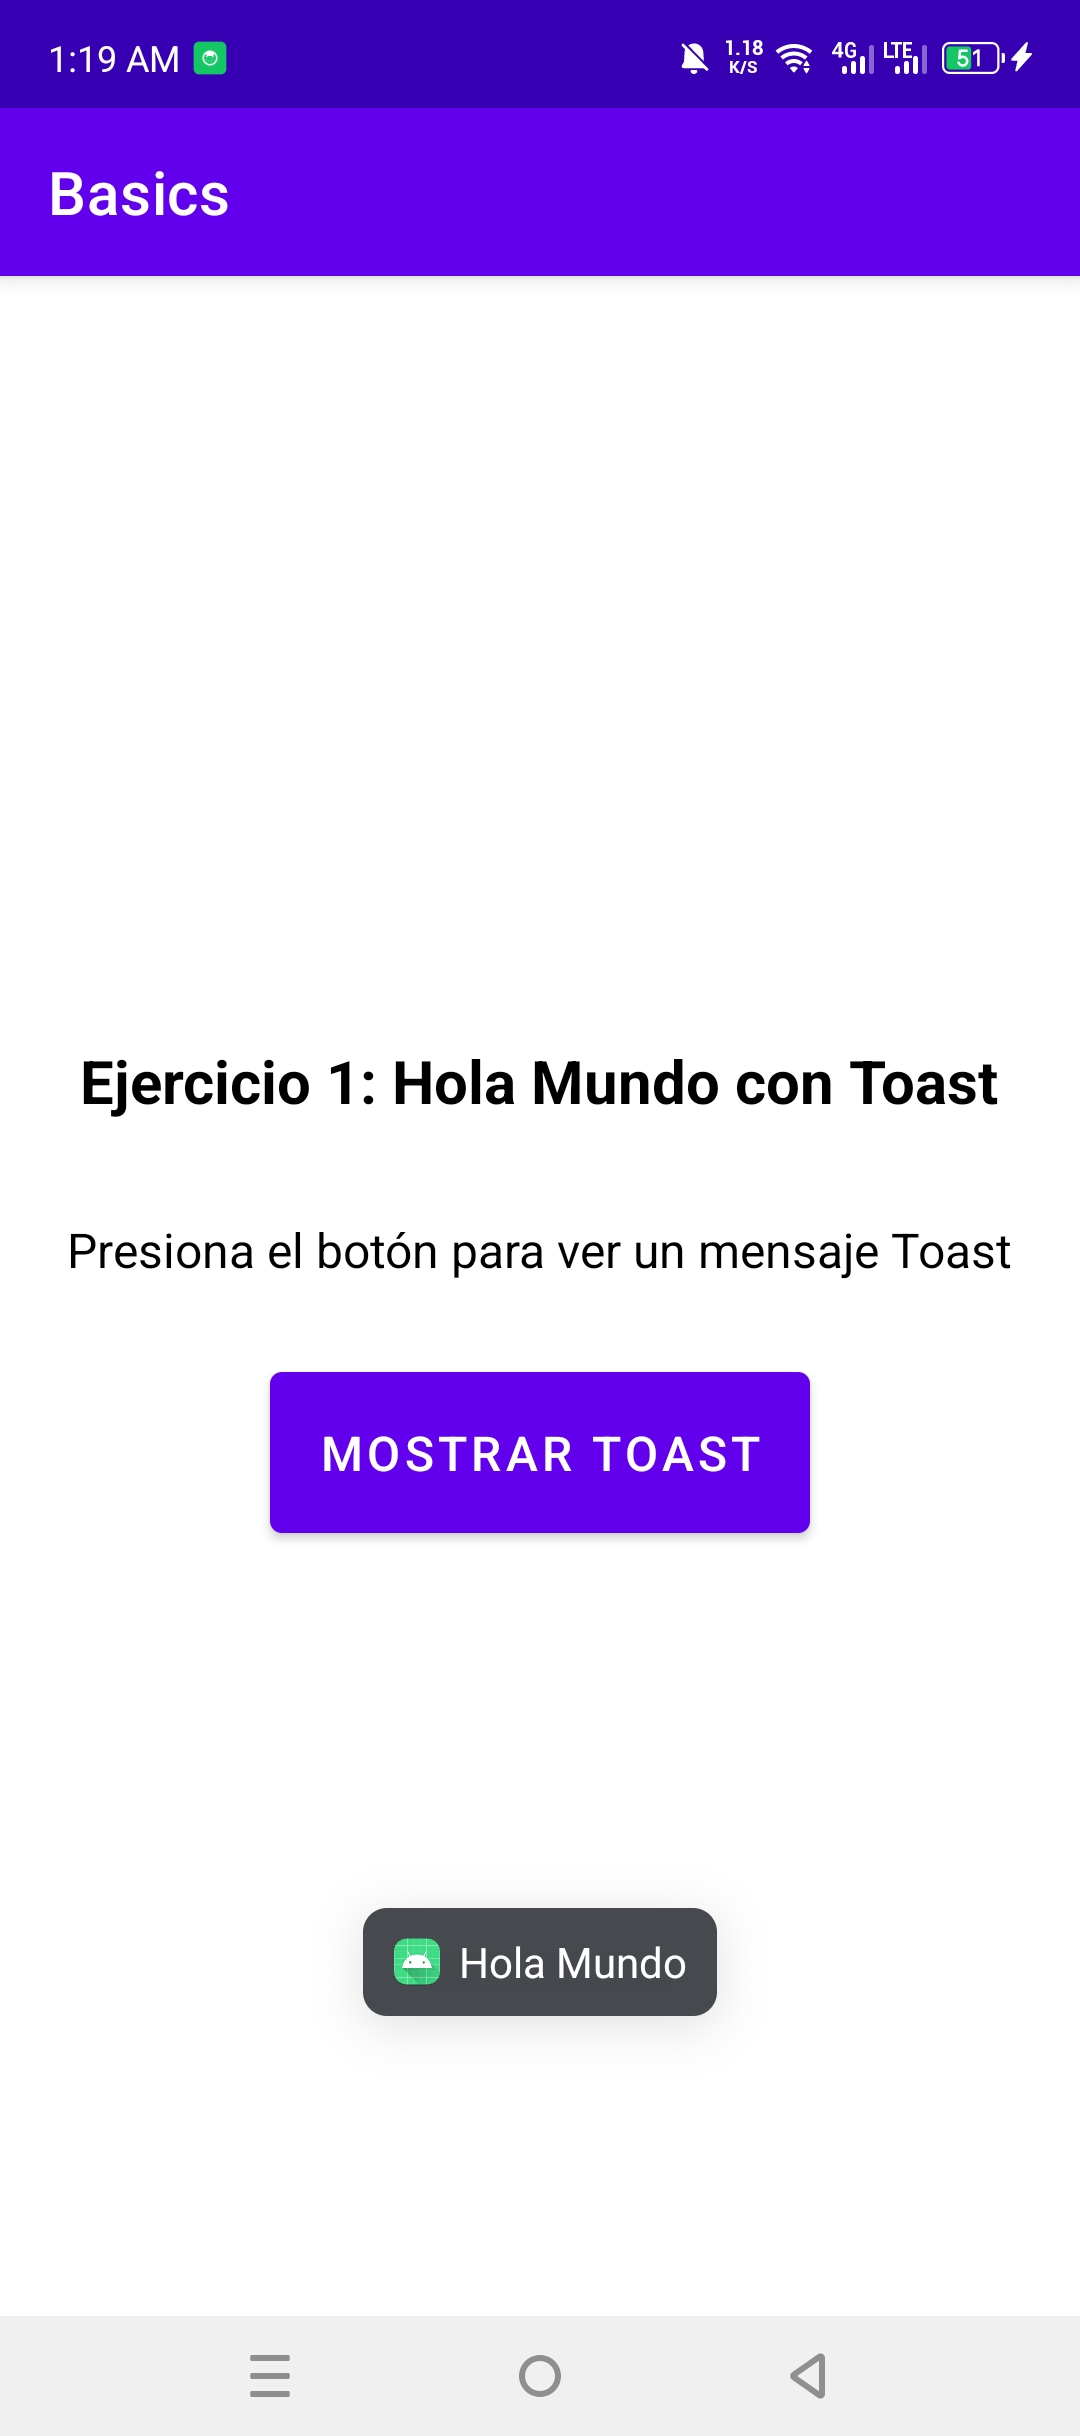 1:19 AM
1.18
K/S
4G
LTE
51
Basics
Ejercicio 1: Hola Mundo con Toast
Presiona el botón para ver un mensaje Toast
MOSTRAR TOAST
Hola Mundo